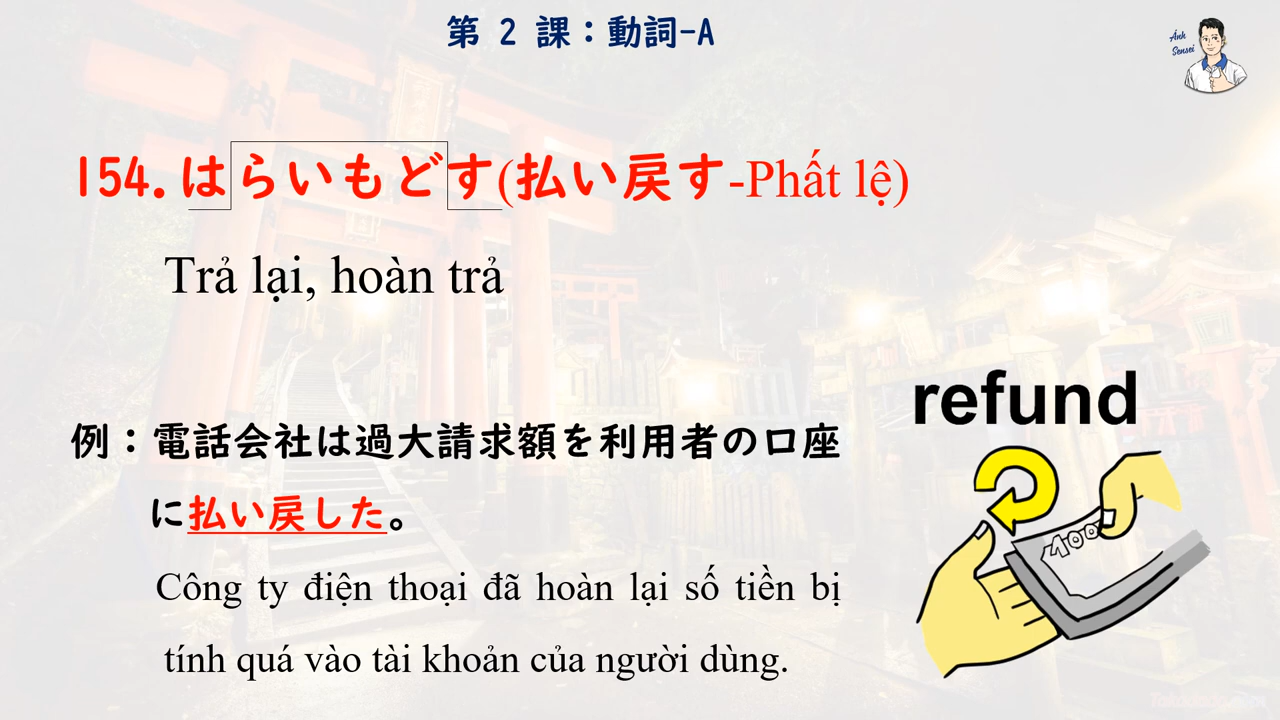 第 2 課：動詞-A
Ánh
Sensei
154.はらいもどす(払い戻す-Phất lệ)
Trả lại, hoàn trả
refund
例：電話会社は過大請求額を利用者の口座
に払い戻した。
100
Công ty điện thoại đã hoàn lại số tiền bị
tính quá vào tài khoản của người dùng.